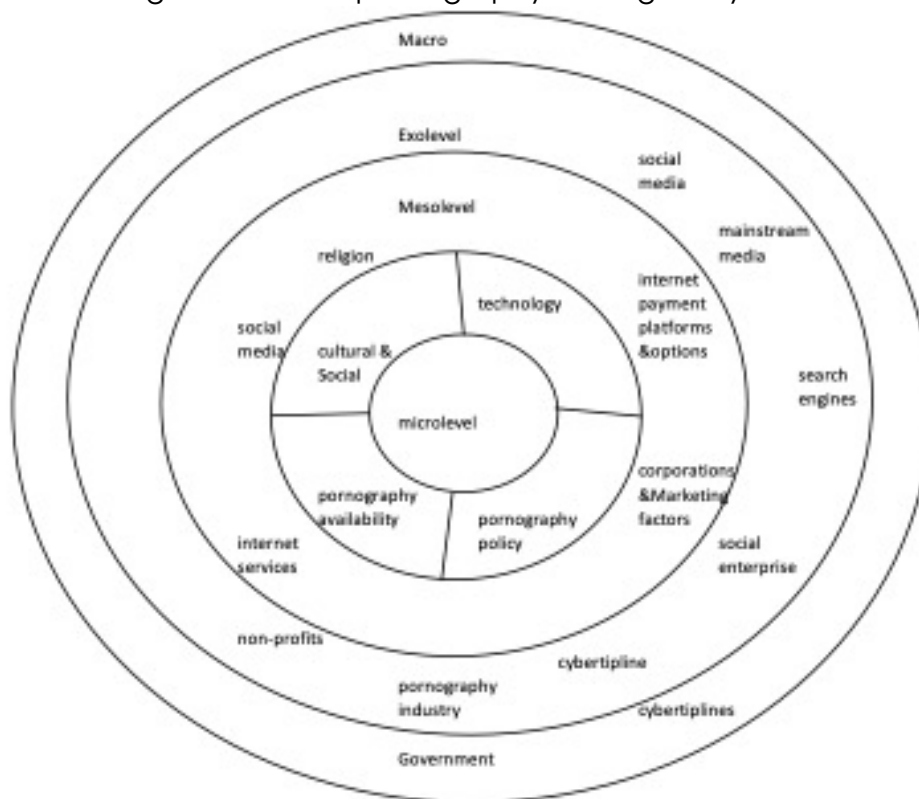 Macro
Exolevel
social
media
Mesolevel
mainstream
media
religion
technology
internet
payment
platforms
&options
social
media
cultural &
Social
search
engines
microlevel
corporations
&Marketing
factors
pornography
availability
pornography
policy
internet
services
social
enterprise
non-profits
cybertipline
pornography
industry
cybertiplines
Government